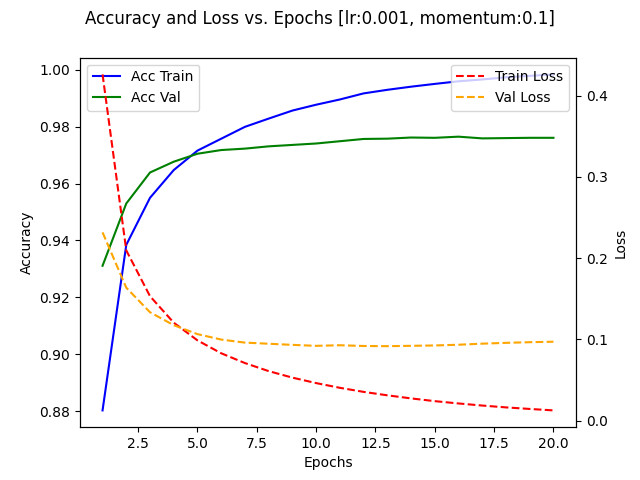 Accuracy and Loss vs. Epochs [lr:0.001, momentum:0.1]
Acc Train
Acc Val
Train Loss
Val Loss
1.00
0.98
0.96
0.94
0.92
0.90
0.88
Accuracy
0.4
0.3
0.2
0.1
0.0
Loss
2.5 5.0 7.5 10.0 12.5 15.0 17.5 20.0
Epochs